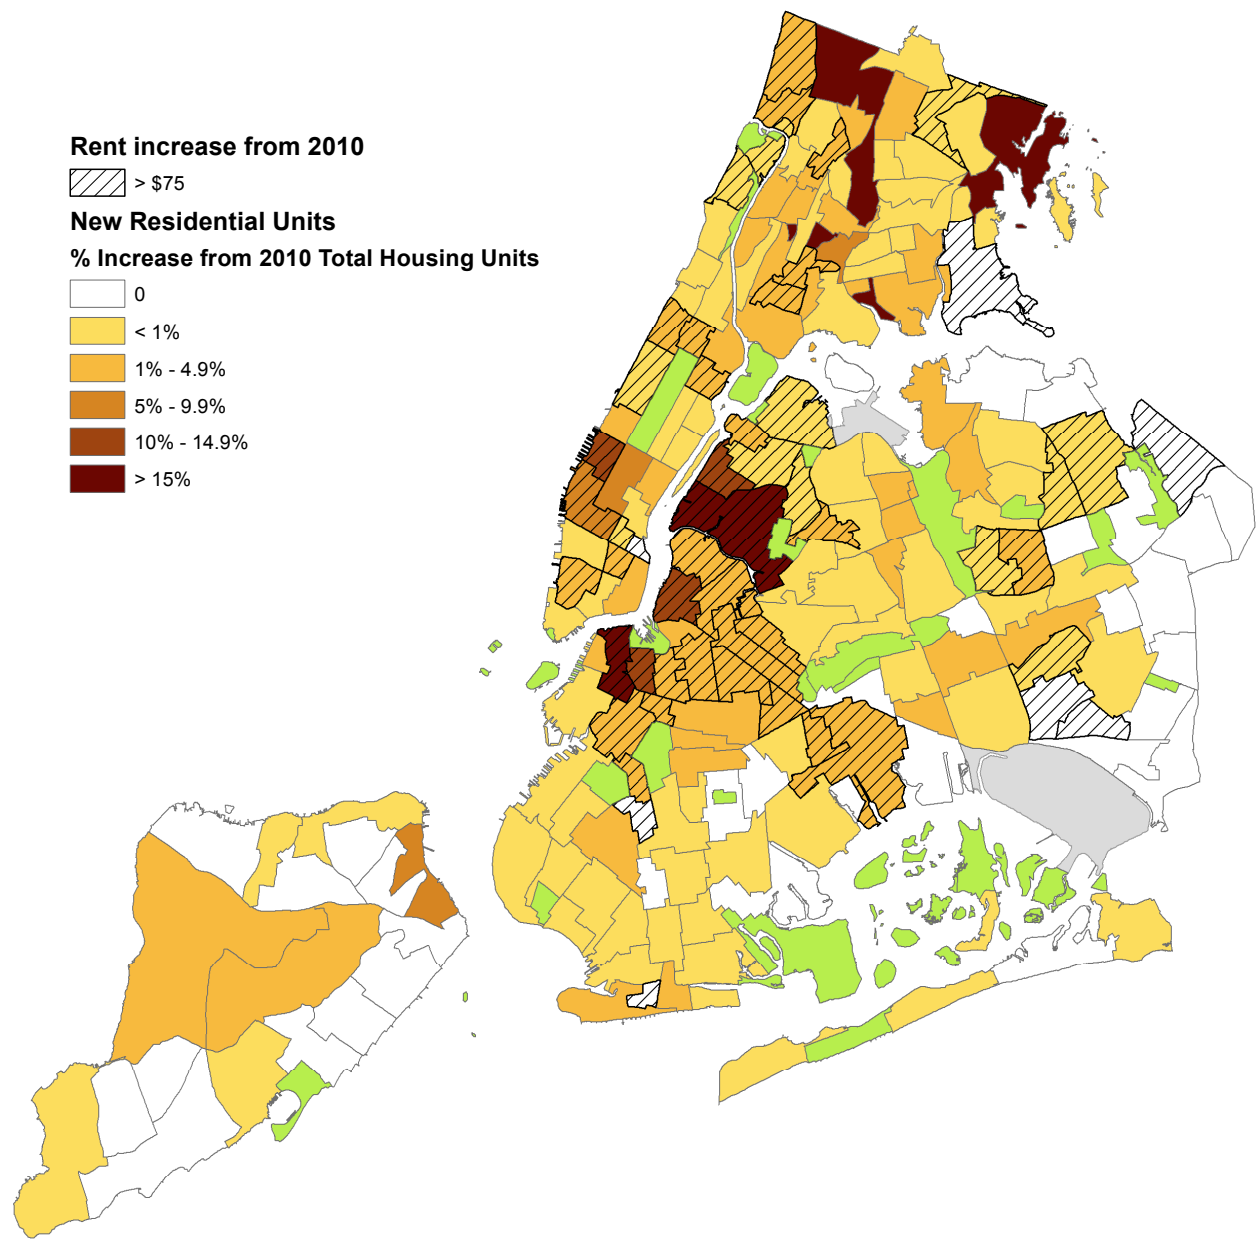 Rent increase from 2010
> $75
New Residential Units
% Increase from 2010 Total Housing Units
0
< 1%
1% - 4.9%
5% - 9.9%
10% - 14.9%
> 15%